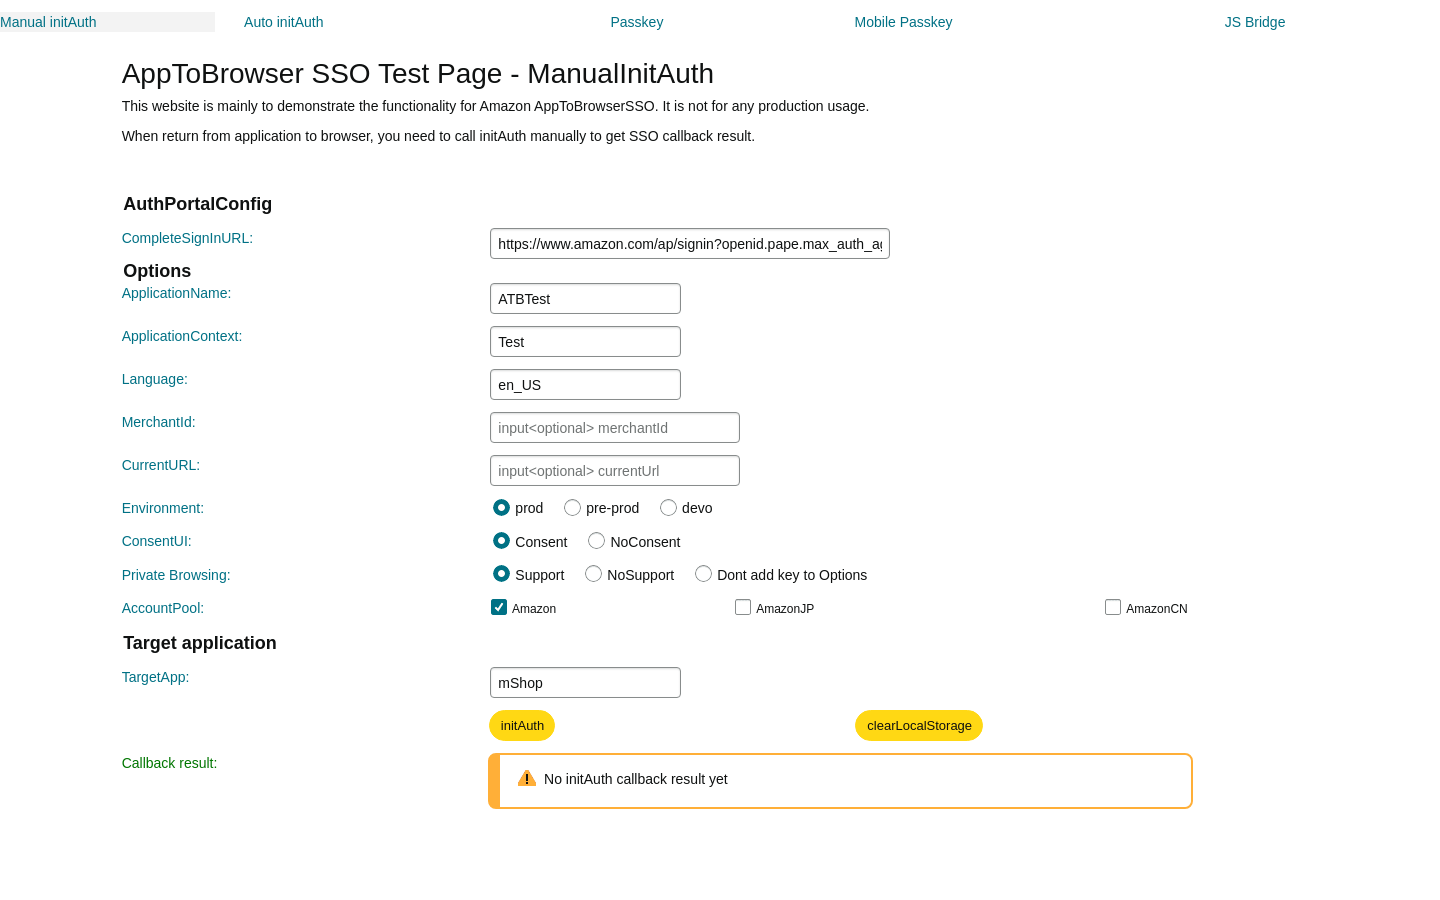 Manual initAuth
Auto initAuth
Passkey
Mobile Passkey
JS Bridge
AppToBrowser SSO Test Page - ManualInitAuth
This website is mainly to demonstrate the functionality for Amazon AppToBrowserSSO. It is not for any production usage.
When return from application to browser, you need to call initAuth manually to get SSO callback result.
AuthPortalConfig
CompleteSignInURL:
https://www.amazon.com/ap/signin?openid.pape.max_auth_ag
Options
ApplicationName:
ATBTest
ApplicationContext:
Test
Language:
en_US
MerchantId:
input<optional> merchantId
CurrentURL:
input<optional> currentUrl
Environment:
prod
pre-prod
devo
ConsentUI:
Consent
NoConsent
Private Browsing:
Support
NoSupport
Dont add key to Options
AccountPool:
Amazon
AmazonJP
AmazonCN
Target application
TargetApp:
mShop
initAuth
clearLocalStorage
Callback result:
No initAuth callback result yet